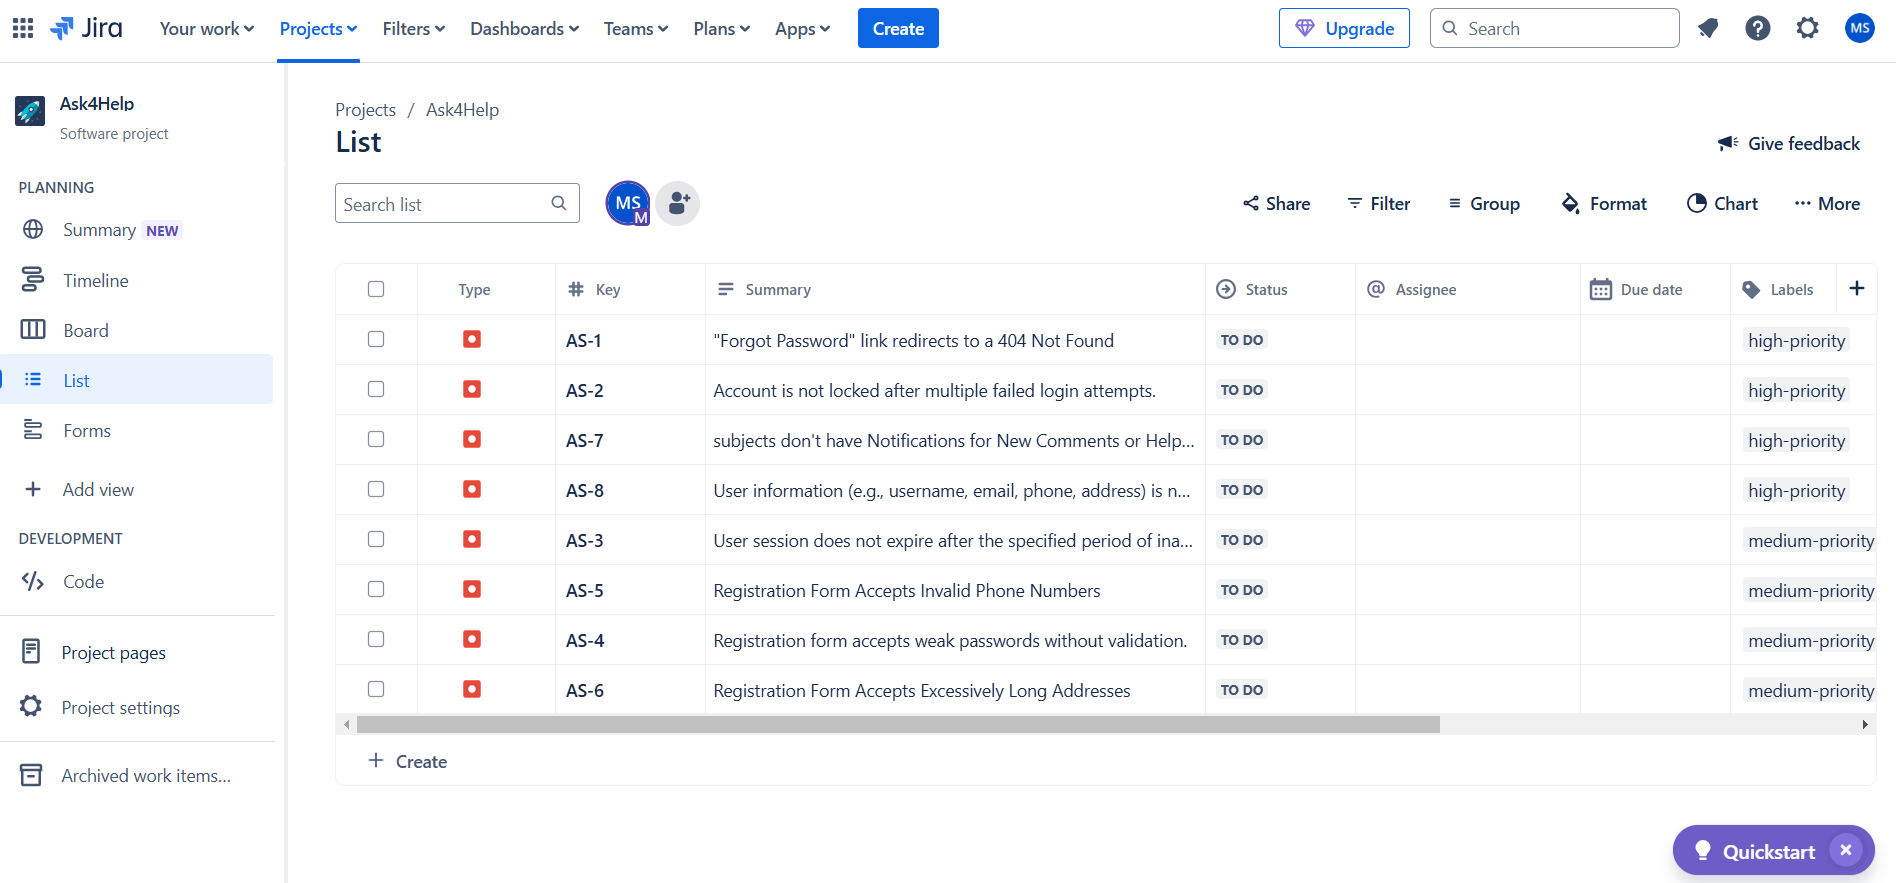 Jira Your work Projects Filters Dashboards Teams Plans Apps Create Upgrade Search MS
Ask4Help
Software project
PLANNING
Summary NEW
Timeline
Board
List
Forms
Add view
DEVELOPMENT
Code
Project pages
Project settings
Archived work items...
Projects / Ask4Help
List
Give feedback
Search list MS M Share Filter Group Format Chart More
Type Key Summary Status Assignee Due date Labels
AS-1 "Forgot Password" link redirects to a 404 Not Found TO DO high-priority
AS-2 Account is not locked after multiple failed login attempts. TO DO high-priority
AS-7 subjects don't have Notifications for New Comments or Help... TO DO high-priority
AS-8 User information (e.g., username, email, phone, address) is n... TO DO high-priority
AS-3 User session does not expire after the specified period of ina... TO DO medium-priority
AS-5 Registration Form Accepts Invalid Phone Numbers TO DO medium-priority
AS-4 Registration form accepts weak passwords without validation. TO DO medium-priority
AS-6 Registration Form Accepts Excessively Long Addresses TO DO medium-priority
Create
Quickstart